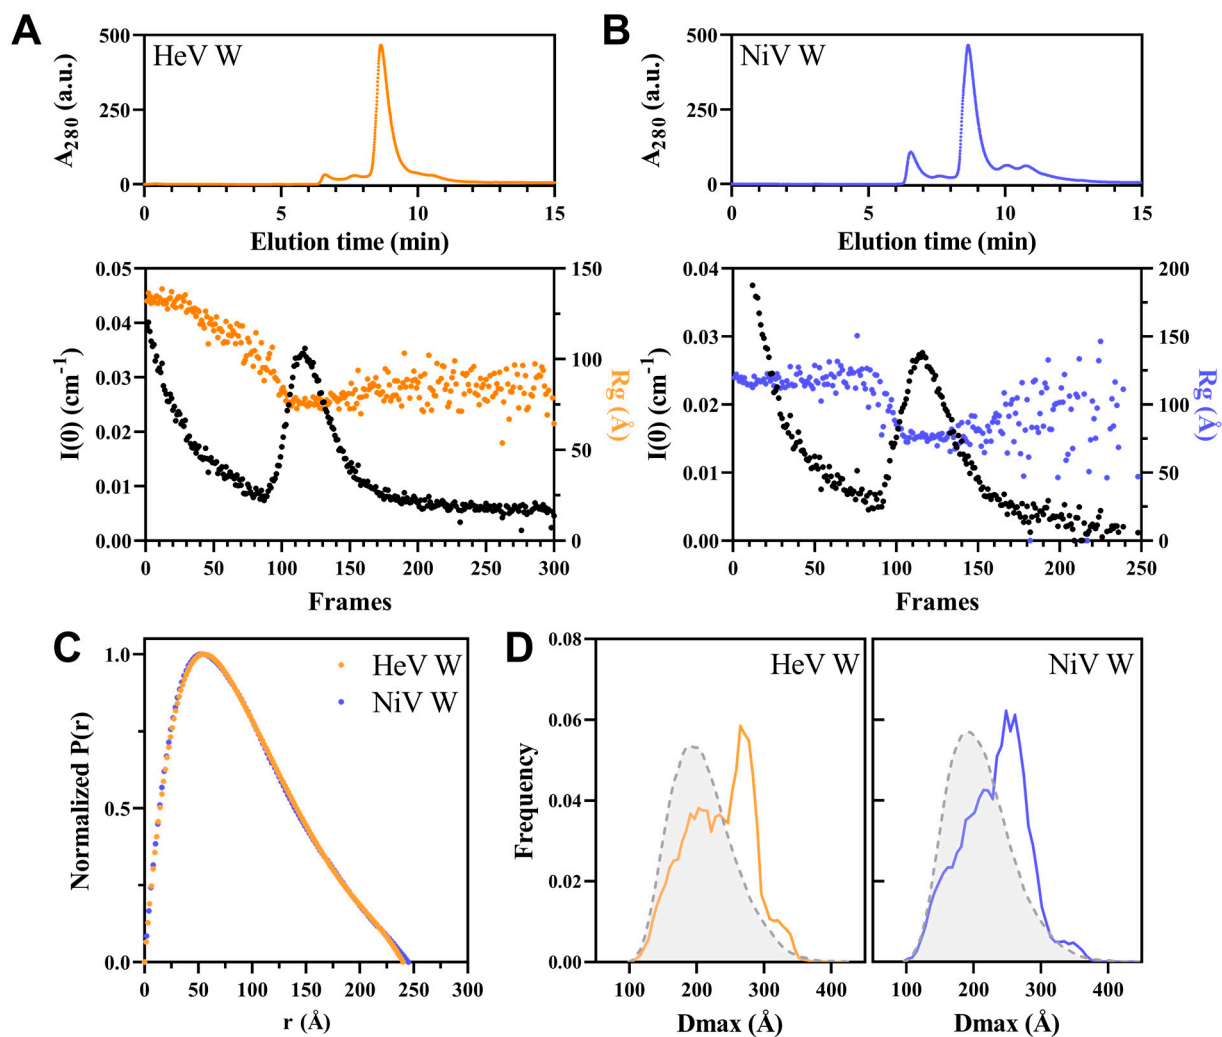 A
HeV W
A280 (a.u.)
500
250
0
0 5 10 15
Elution time (min)
B
NiV W
A280 (a.u.)
500
250
0
0 5 10 15
Elution time (min)
I(0) (cm-1)
0.05
0.04
0.03
0.02
0.01
0.00
150
100
50
0
Rg (Å)
0 50 100 150 200 250 300
Frames
I(0) (cm-1)
0.04
0.03
0.02
0.01
0.00
200
150
100
50
0
Rg (Å)
0 50 100 150 200 250
Frames
C
Normalized P(r)
1.0
0.5
0.0
HeV W
NiV W
0 50 100 150 200 250 300
r (Å)
D
Frequency
0.08
0.06
0.04
0.02
0.00
HeV W
NiV W
100 200 300 400
100 200 300 400
Dmax (Å)
Dmax (Å)